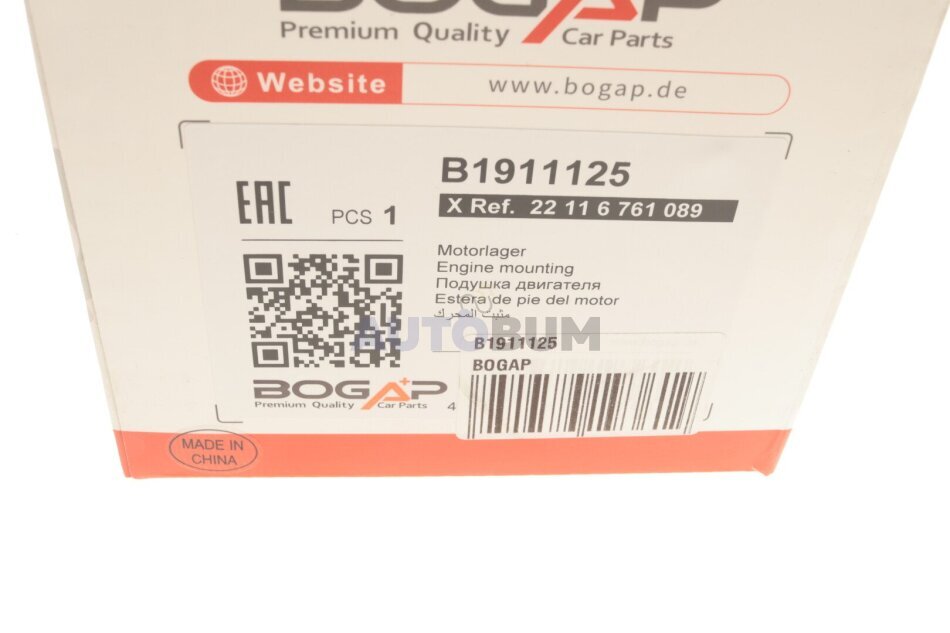 BOGAP
Premium Quality Car Parts
Website www.bogap.de
B1911125
X Ref. 22 11 6 761 089
EAC PCS 1
Motorlager
Engine mounting
Подушка двигателя
Estera de pie del motor
مثبت المحرك
AUTOBUM
B1911125
BOGAP
BOGAP
Premium Quality Car Parts 4
MADE IN
CHINA